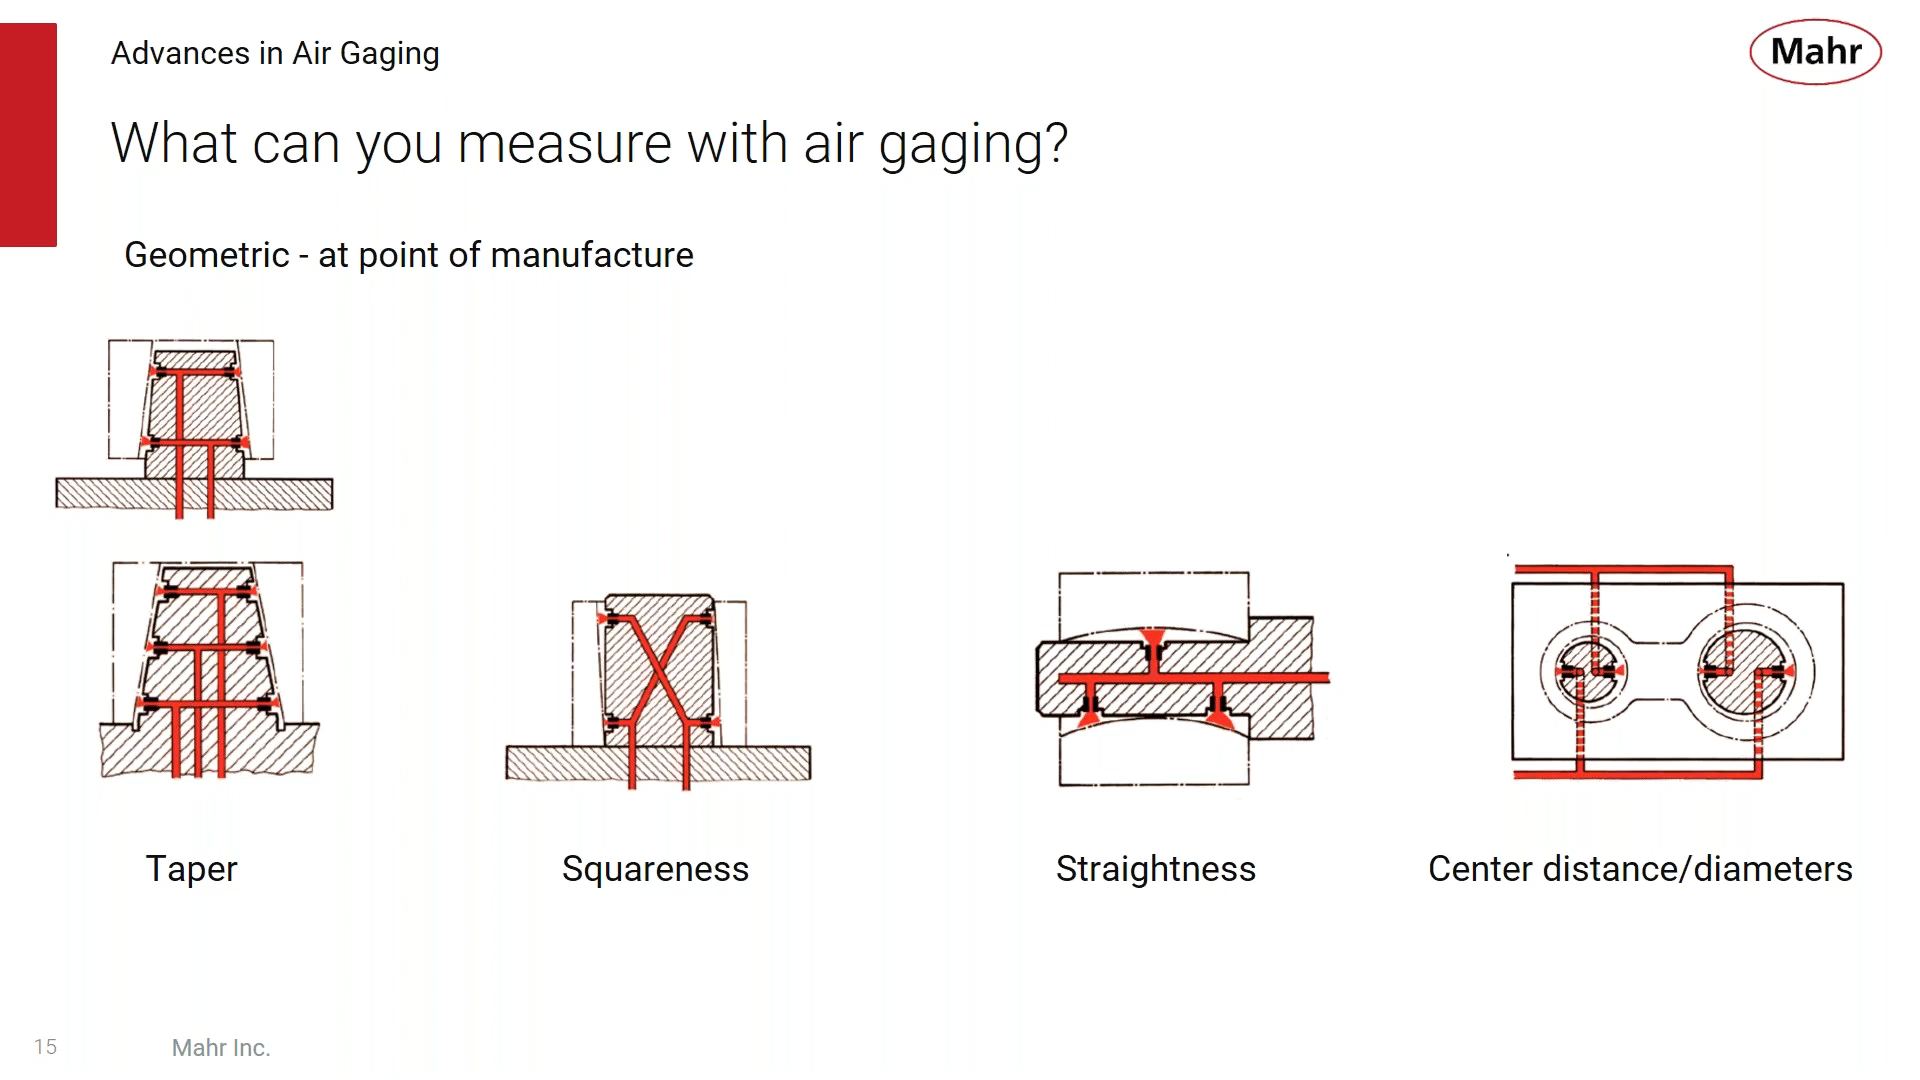 Advances in Air Gaging
Mahr
What can you measure with air gaging?
Geometric - at point of manufacture
Taper
Squareness
Straightness
Center distance/diameters
15
Mahr Inc.